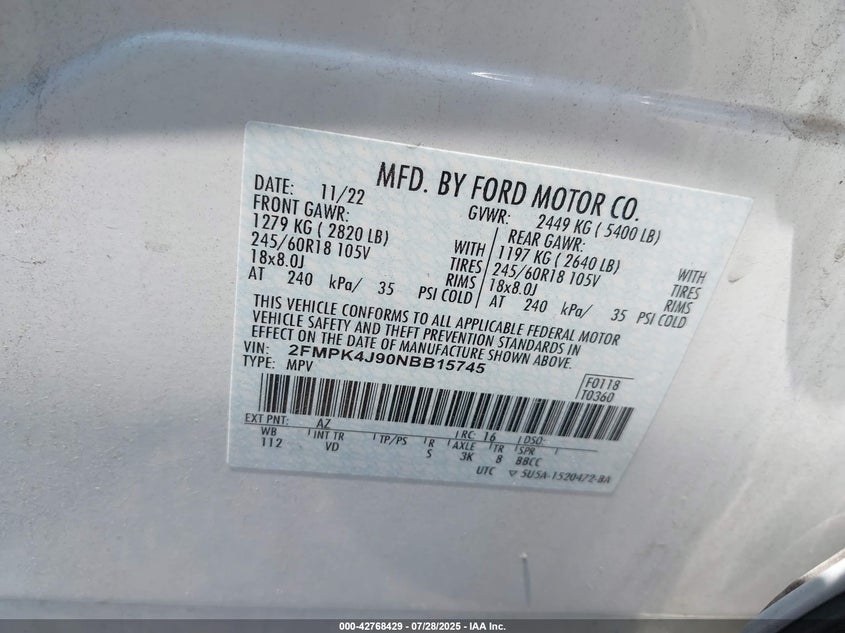 MFD. BY FORD MOTOR CO.
DATE: 11/22 GVWR: 2449 KG ( 5400 LB)
FRONT GAWR: REAR GAWR:
1279 KG ( 2820 LB) WITH 1197 KG ( 2640 LB) WITH
245/60R18 105V TIRES 245/60R18 105V TIRES
18x8.0J RIMS 18x8.0J RIMS
AT 240 kPa/ 35 PSI COLD AT 240 kPa/ 35 PSI COLD
THIS VEHICLE CONFORMS TO ALL APPLICABLE FEDERAL MOTOR
VEHICLE SAFETY AND THEFT PREVENTION STANDARDS IN
EFFECT ON THE DATE OF MANUFACTURE SHOWN ABOVE.
VIN: 2FMPK4J90NBB15745
TYPE: MPV
F0118
T0360
EXT PNT: AZ RC: 16 DSO:
WB INT TR TP/PS R AXLE TR SPR
112 VD S 3K 8 BBCC
UTC ▽ 5U5A-1520472-BA
000-42768429 - 07/28/2025 - IAA Inc.